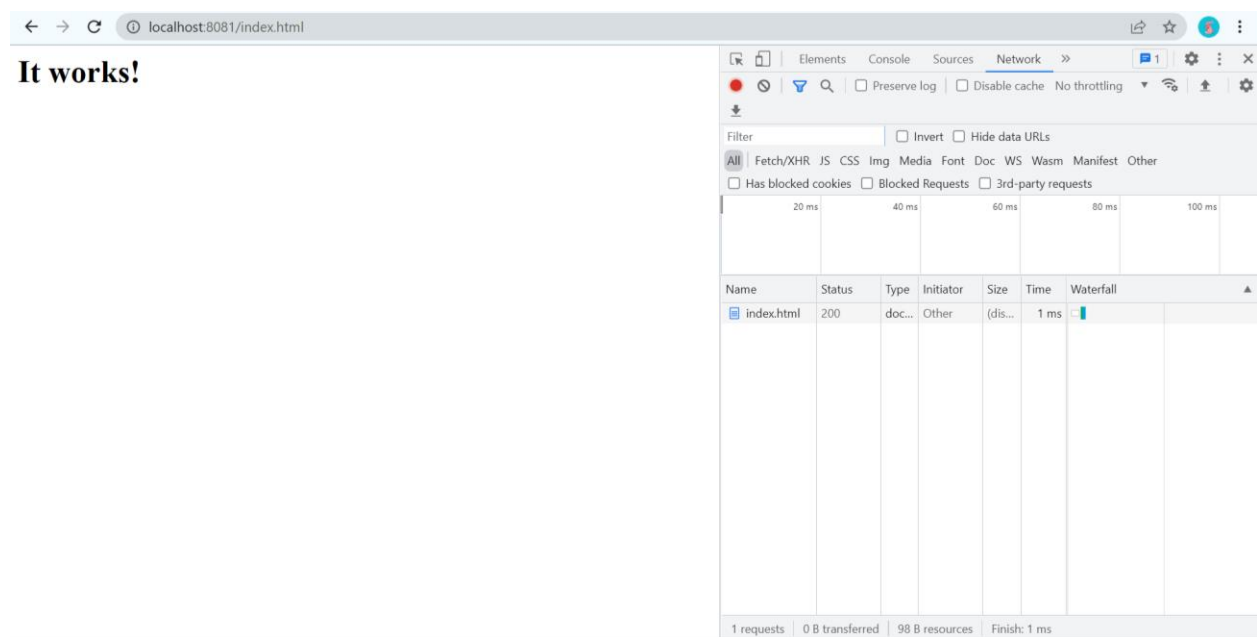 localhost:8081/index.html
It works!
Elements Console Sources Network » 1
Preserve log Disable cache No throttling
Filter Invert Hide data URLs
All Fetch/XHR JS CSS Img Media Font Doc WS Wasm Manifest Other
Has blocked cookies Blocked Requests 3rd-party requests
20 ms 40 ms 60 ms 80 ms 100 ms
Name Status Type Initiator Size Time Waterfall
index.html 200 doc... Other (dis... 1 ms
1 requests 0 B transferred 98 B resources Finish: 1 ms